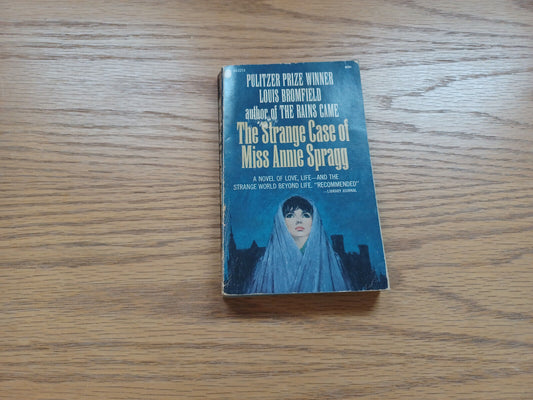 PULITZER PRIZE WINNER
LOUIS BROMFIELD
author of THE RAINS CAME
The Strange Case of
Miss Annie Spragg
A NOVEL OF LOVE, LIFE—AND THE
STRANGE WORLD BEYOND LIFE. "RECOMMENDED"
—LIBRARY JOURNAL